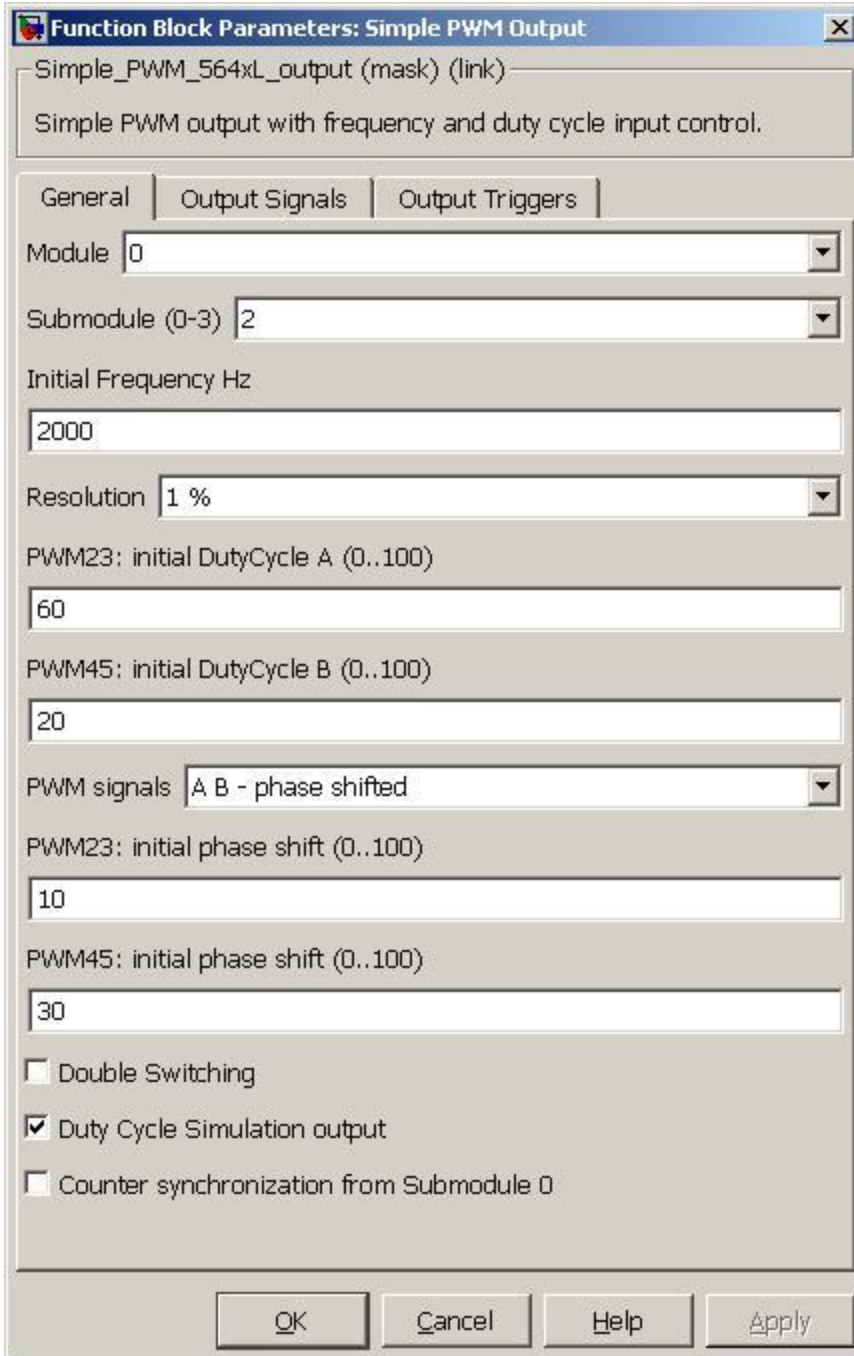 Function Block Parameters: Simple PWM Output
Simple_PWM_564xL_output (mask) (link)
Simple PWM output with frequency and duty cycle input control.
General Output Signals Output Triggers
Module 0
Submodule (0-3) 2
Initial Frequency Hz
2000
Resolution 1 %
PWM23: initial DutyCycle A (0..100)
60
PWM45: initial DutyCycle B (0..100)
20
PWM signals A B - phase shifted
PWM23: initial phase shift (0..100)
10
PWM45: initial phase shift (0..100)
30
Double Switching
Duty Cycle Simulation output
Counter synchronization from Submodule 0
OK Cancel Help Apply